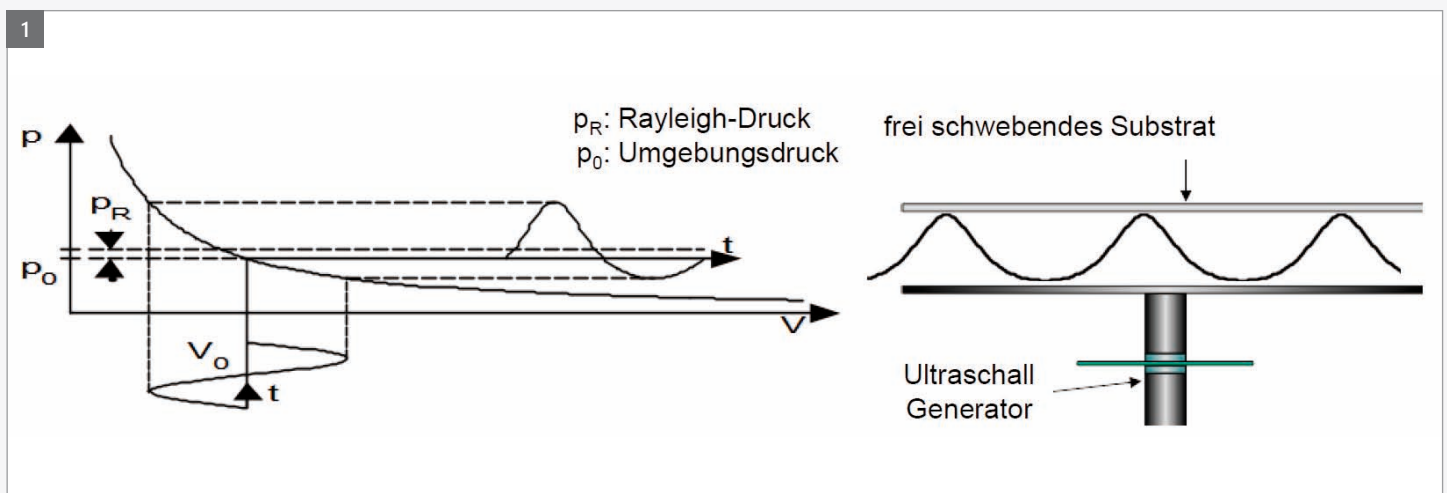 1
p
p_R
p_0
p_R: Rayleigh-Druck
p_0: Umgebungsdruck
t
V
V_0
t
frei schwebendes Substrat
Ultraschall
Generator